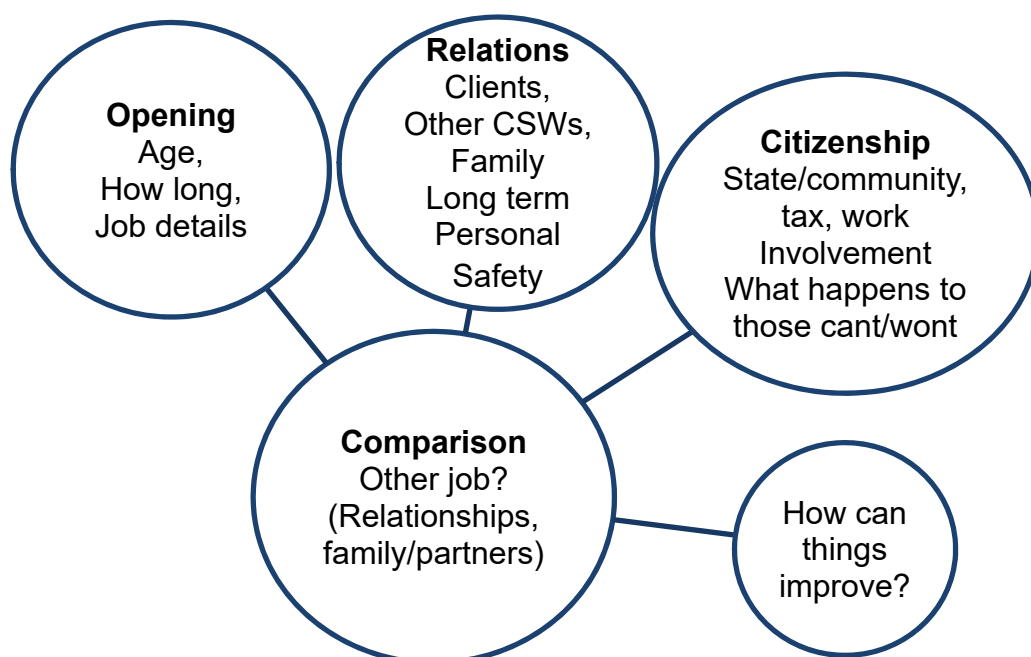 Opening
Age,
How long,
Job details
Relations
Clients,
Other CSWs,
Family
Long term
Personal
Safety
Citizenship
State/community,
tax, work
Involvement
What happens to
those cant/wont
Comparison
Other job?
(Relationships,
family/partners)
How can
things
improve?